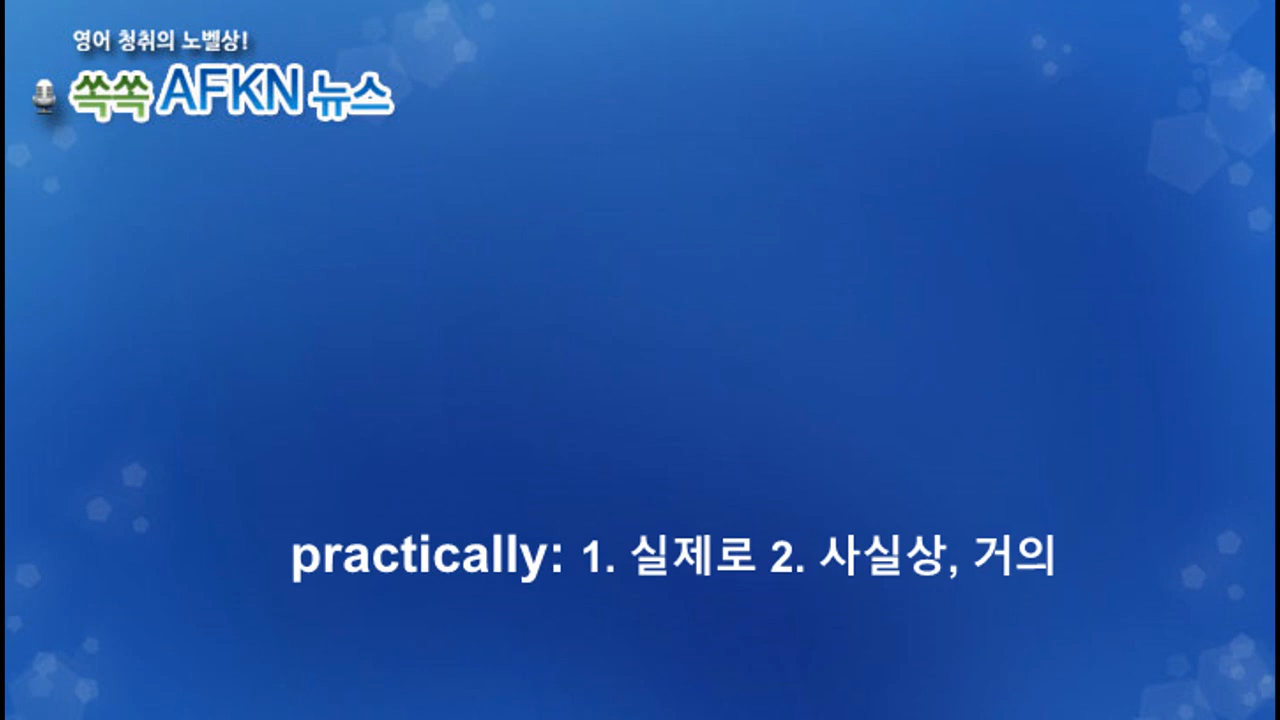 영어 청취의 노벨상!
쏙쏙 AFKN 뉴스
practically: 1. 실제로 2. 사실상, 거의